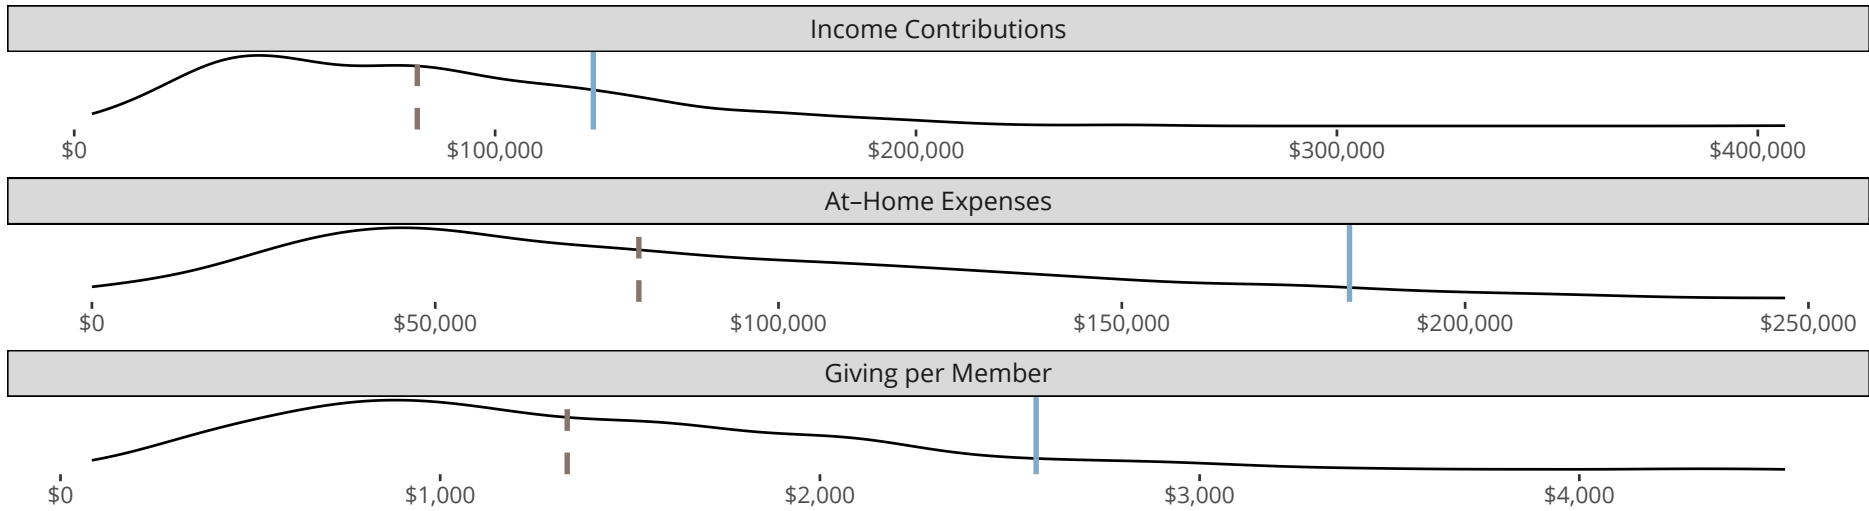 Income Contributions
$0 $100,000 $200,000 $300,000 $400,000
At–Home Expenses
$0 $50,000 $100,000 $150,000 $200,000 $250,000
Giving per Member
$0 $1,000 $2,000 $3,000 $4,000